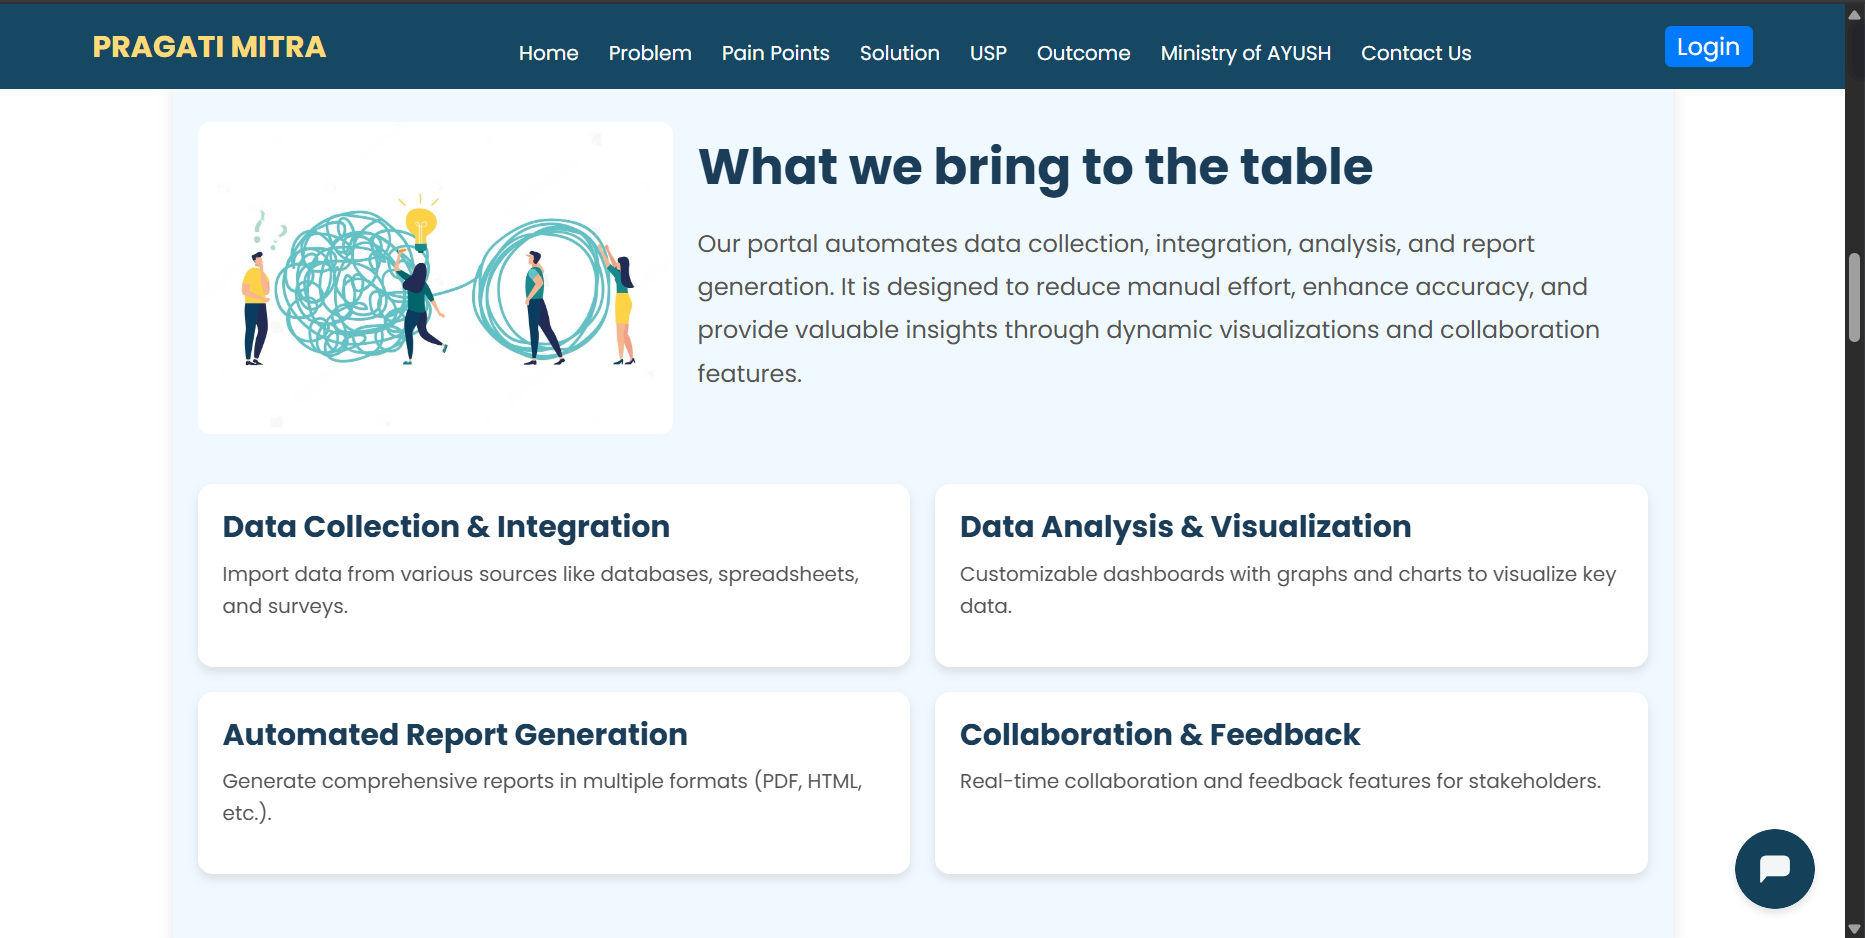 PRAGATI MITRA
Home Problem Pain Points Solution USP Outcome Ministry of AYUSH Contact Us
Login
What we bring to the table
Our portal automates data collection, integration, analysis, and report
generation. It is designed to reduce manual effort, enhance accuracy, and
provide valuable insights through dynamic visualizations and collaboration
features.
Data Collection & Integration
Import data from various sources like databases, spreadsheets,
and surveys.
Data Analysis & Visualization
Customizable dashboards with graphs and charts to visualize key
data.
Automated Report Generation
Generate comprehensive reports in multiple formats (PDF, HTML,
etc.).
Collaboration & Feedback
Real-time collaboration and feedback features for stakeholders.